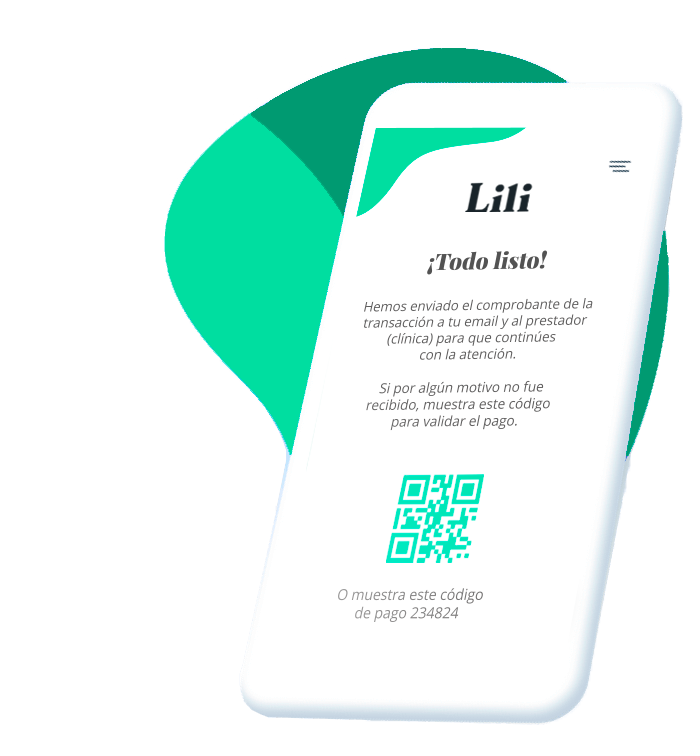 Lili
¡Todo listo!
Hemos enviado el comprobante de la
transacción a tu email y al prestador
(clínica) para que continúes
con la atención.
Si por algún motivo no fue
recibido, muestra este código
para validar el pago.
O muestra este código
de pago 234824